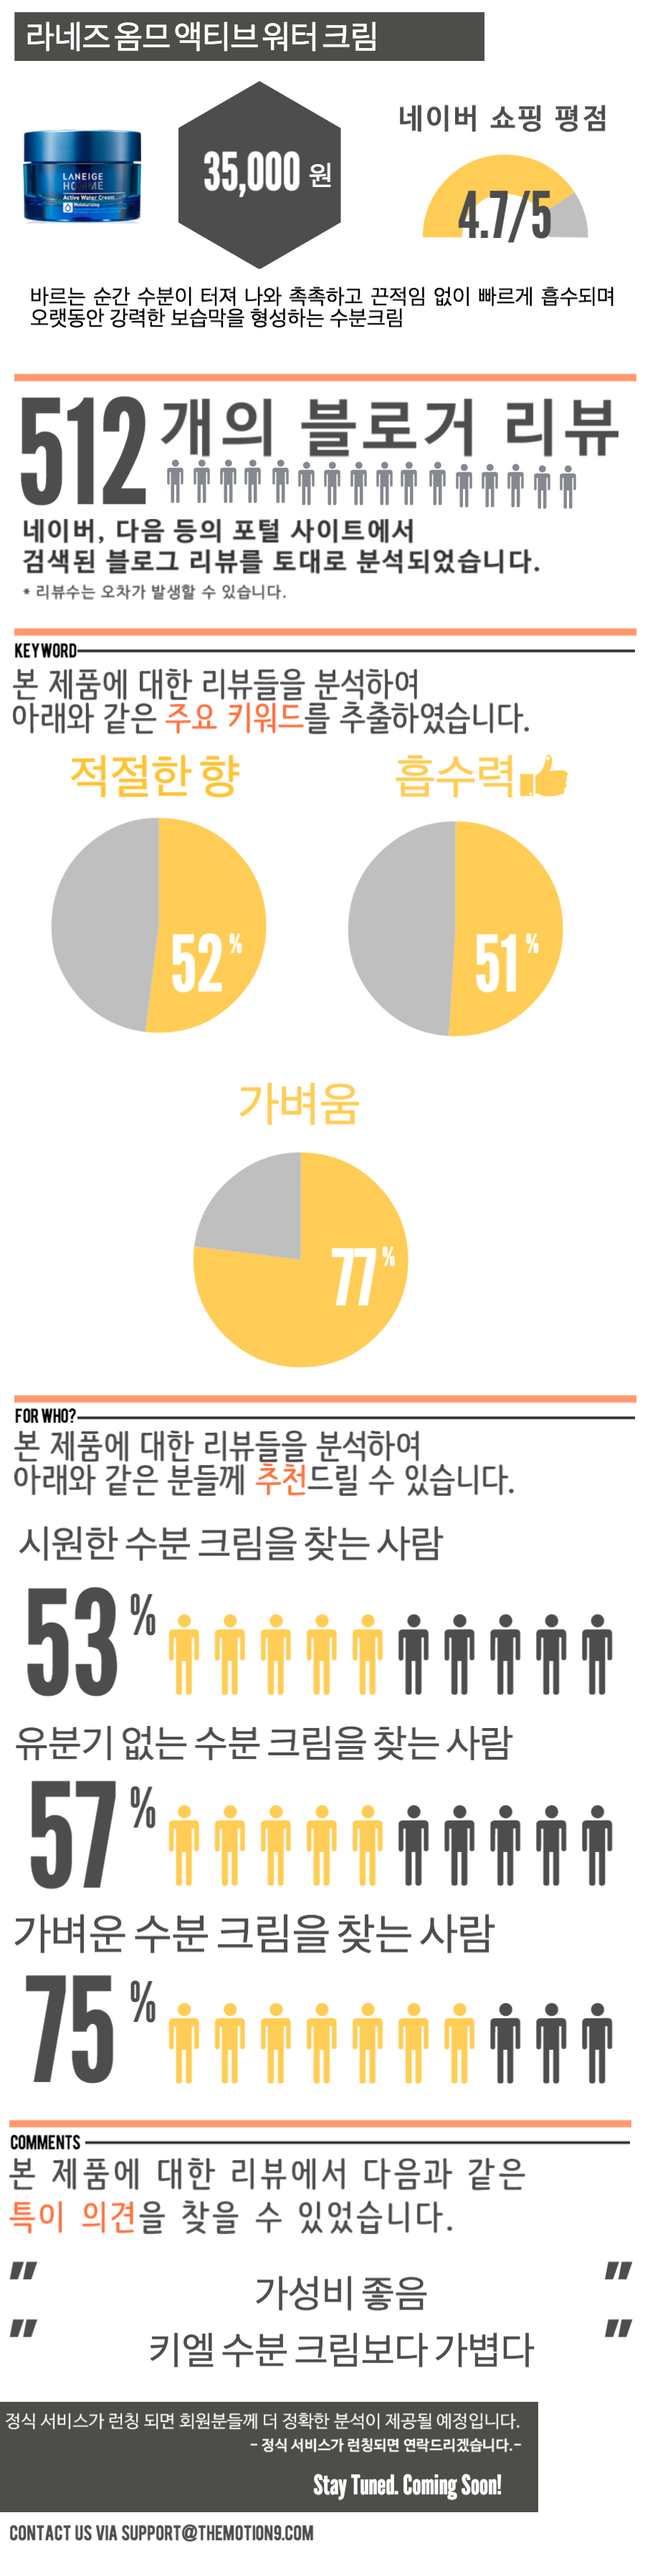 라네즈 옴므 액티브 워터 크림
LANEIGE
HOMME
Active Water Cream
Moisturizing
35,000 원
네이버 쇼핑 평점
4.7/5
바르는 순간 수분이 터져 나와 촉촉하고 끈적임 없이 빠르게 흡수되며
오랫동안 강력한 보습막을 형성하는 수분크림
512 개의 블로거 리뷰
네이버, 다음 등의 포털 사이트에서
검색된 블로그 리뷰를 토대로 분석되었습니다.
* 리뷰수는 오차가 발생할 수 있습니다.
KEYWORD
본 제품에 대한 리뷰들을 분석하여
아래와 같은 주요 키워드를 추출하였습니다.
적절한 향
흡수력
52%
51%
가벼움
77%
FOR WHO?
본 제품에 대한 리뷰들을 분석하여
아래와 같은 분들께 추천드릴 수 있습니다.
시원한 수분 크림을 찾는 사람
53%
유분기 없는 수분 크림을 찾는 사람
57%
가벼운 수분 크림을 찾는 사람
75%
COMMENTS
본 제품에 대한 리뷰에서 다음과 같은
특이 의견을 찾을 수 있었습니다.
" 가성비 좋음 "
" 키엘 수분 크림보다 가볍다 "
정식 서비스가 런칭 되면 회원분들께 더 정확한 분석이 제공될 예정입니다.
- 정식 서비스가 런칭되면 연락드리겠습니다.-
Stay Tuned. Coming Soon!
CONTACT US VIA SUPPORT@THEMOTION9.COM